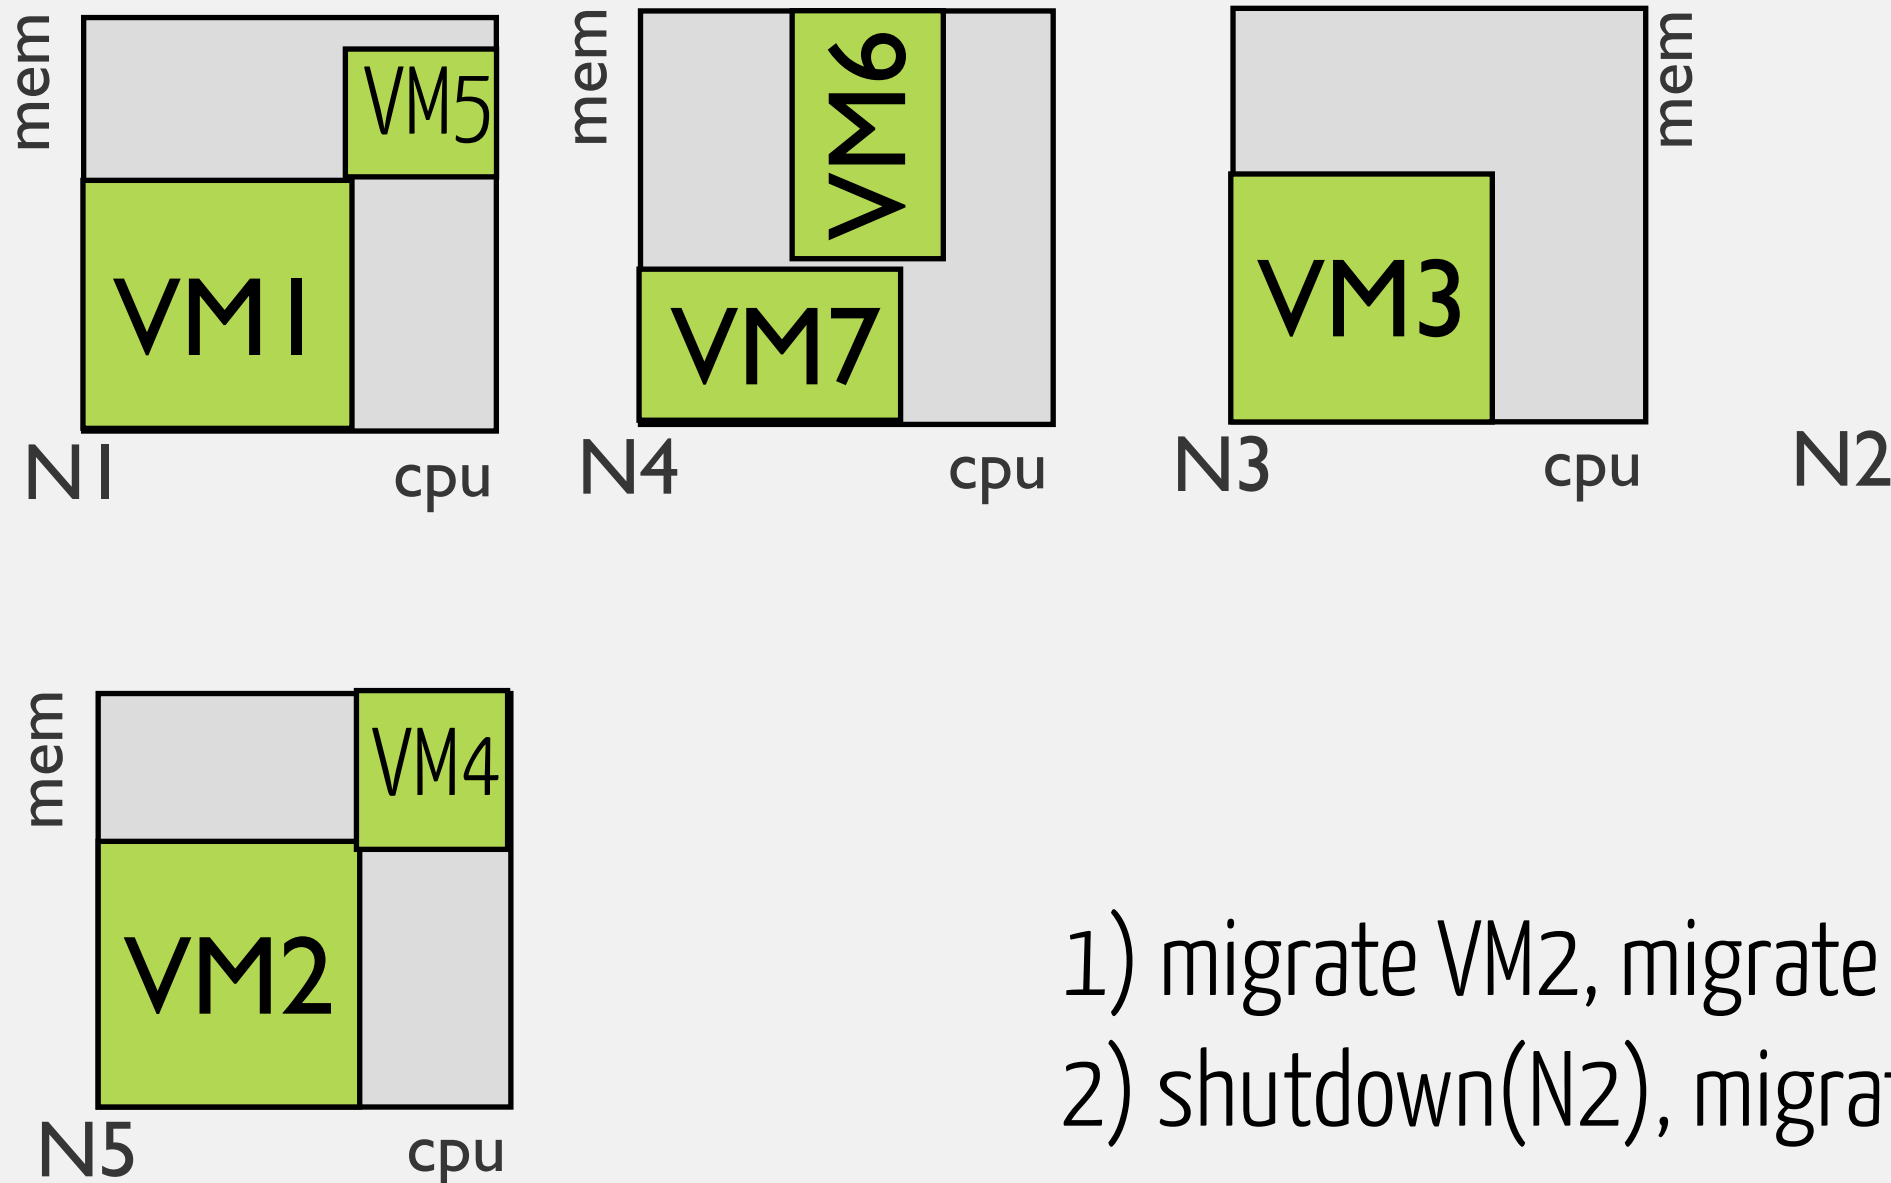 mem
VM5
VM1
N1
cpu
mem
VM6
VM7
N4
cpu
VM3
N3
cpu
mem
N2
mem
VM4
VM2
N5
cpu
1) migrate VM2, migrate
2) shutdown(N2),